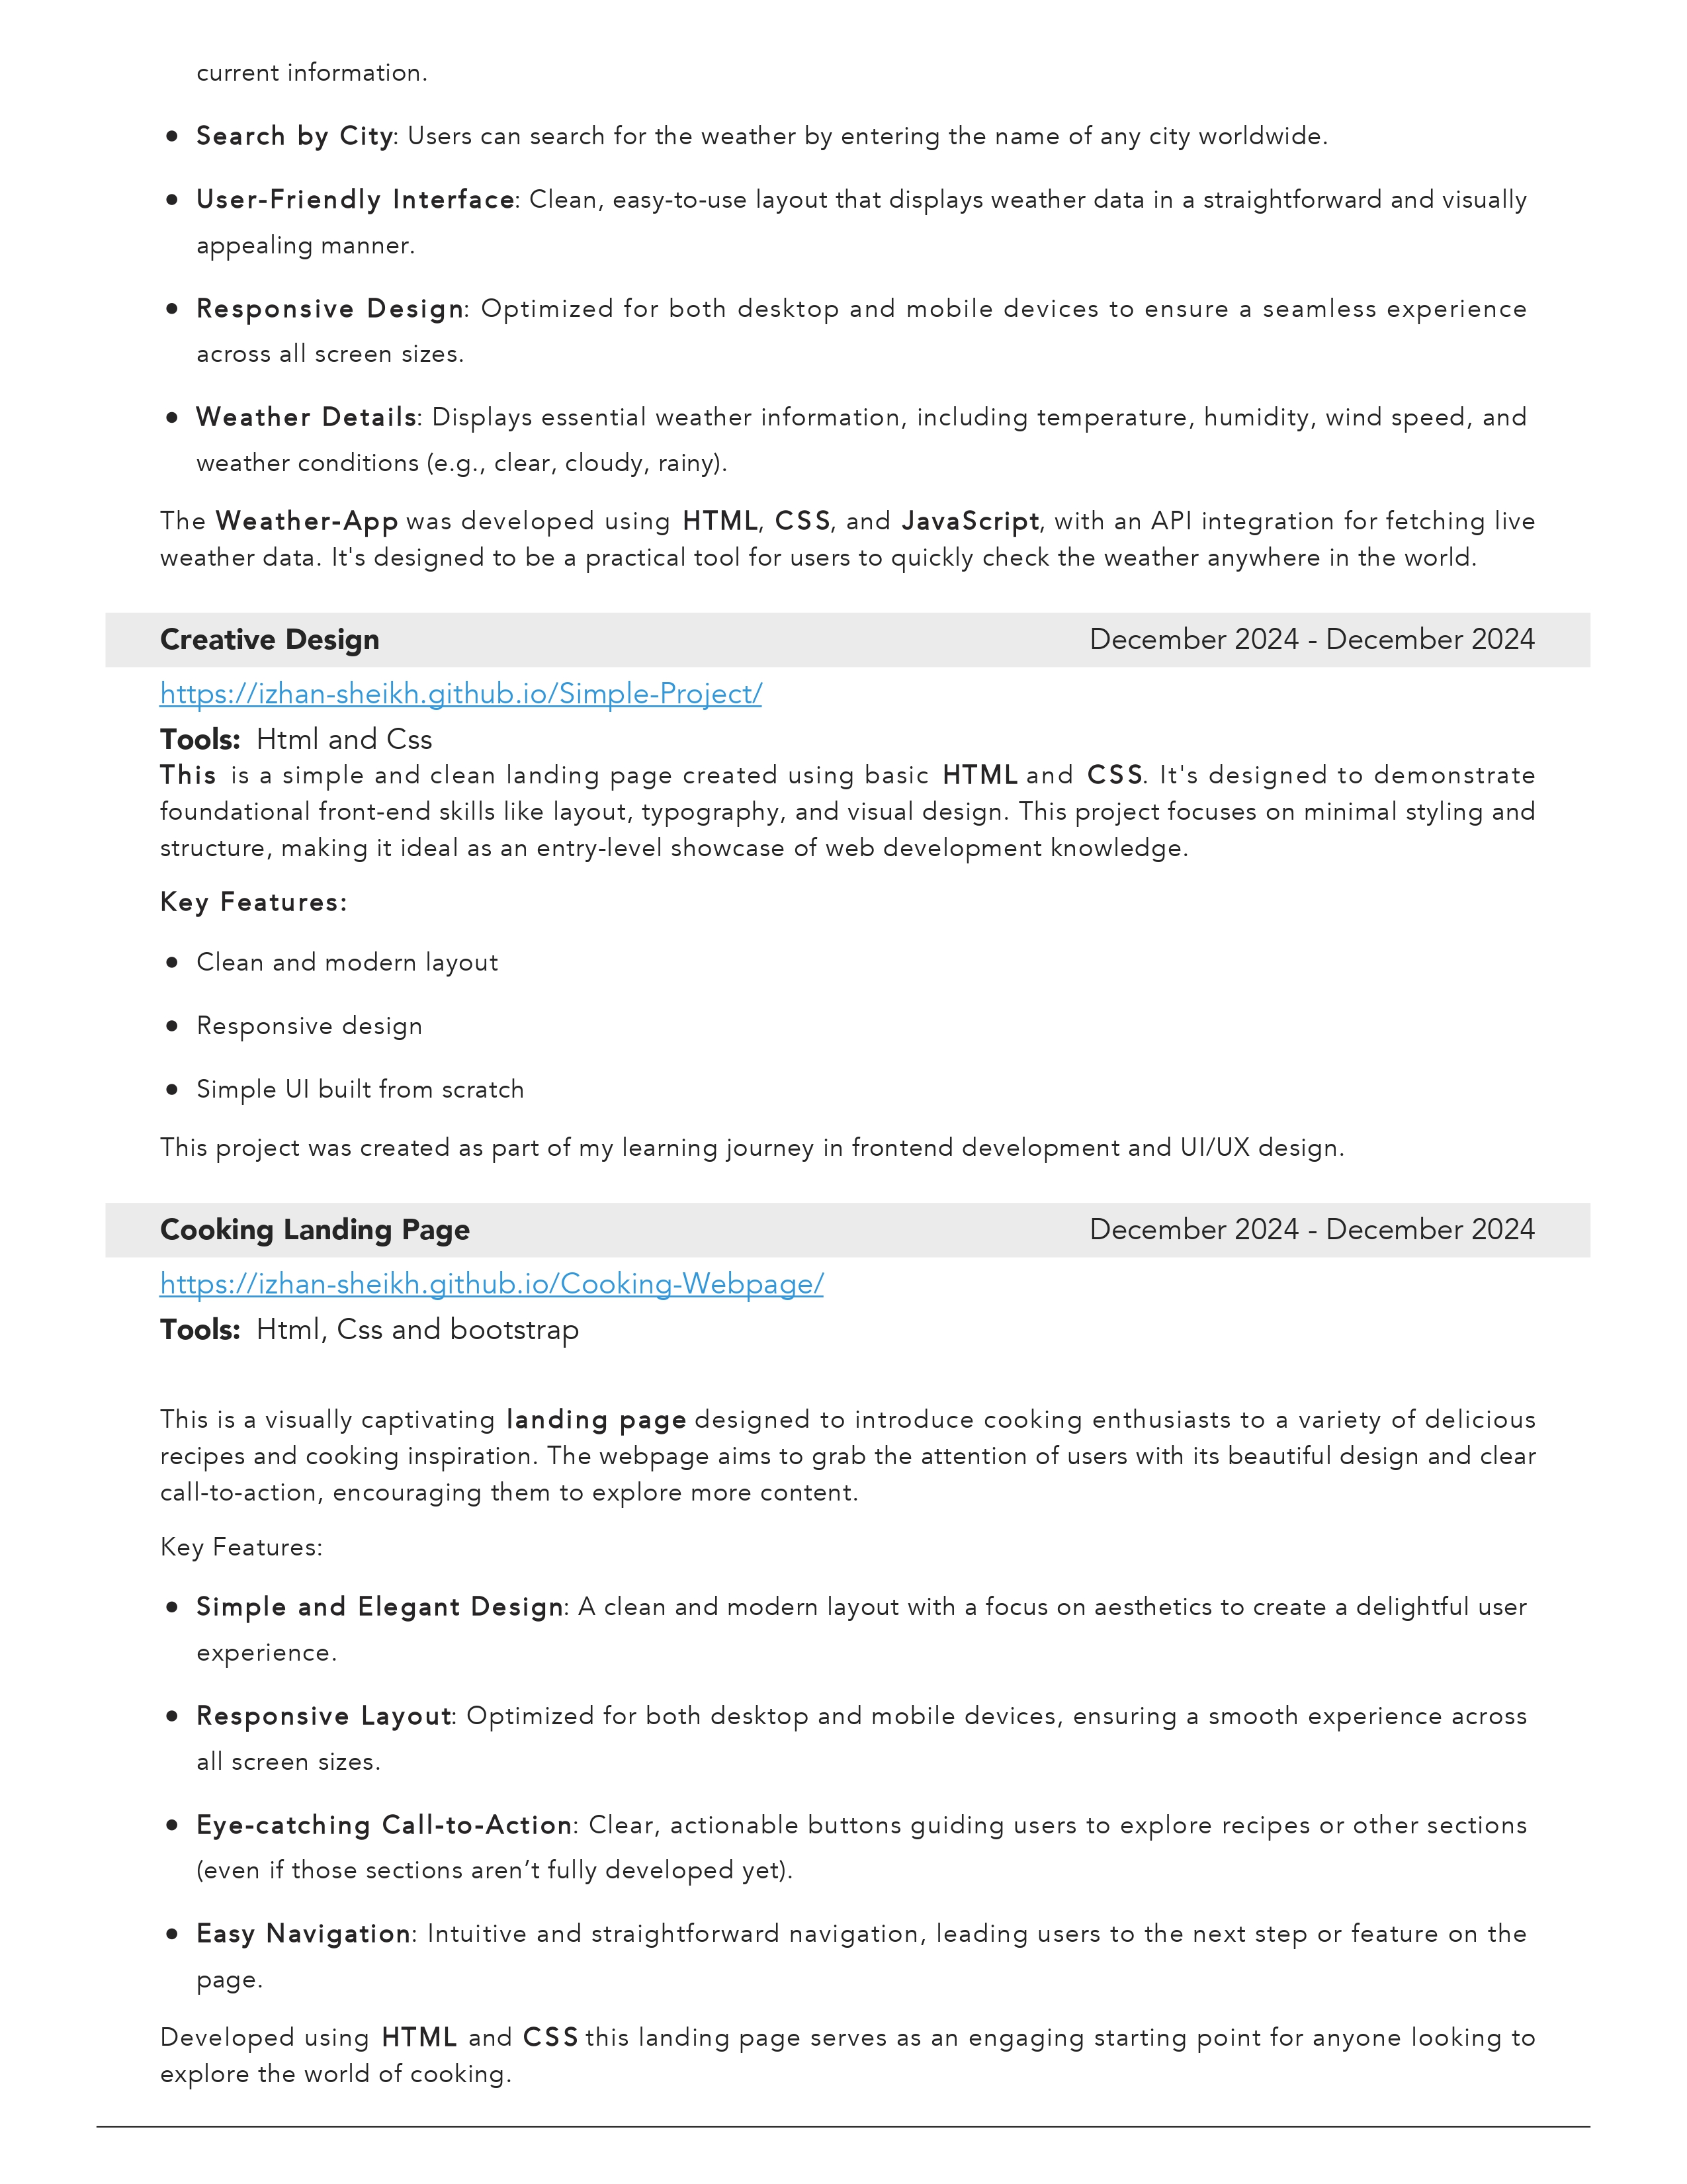 current information.
● Search by City: Users can search for the weather by entering the name of any city worldwide.
● User-Friendly Interface: Clean, easy-to-use layout that displays weather data in a straightforward and visually
appealing manner.
● Responsive Design: Optimized for both desktop and mobile devices to ensure a seamless experience
across all screen sizes.
● Weather Details: Displays essential weather information, including temperature, humidity, wind speed, and
weather conditions (e.g., clear, cloudy, rainy).
The Weather-App was developed using HTML, CSS, and JavaScript, with an API integration for fetching live
weather data. It's designed to be a practical tool for users to quickly check the weather anywhere in the world.
Creative Design December 2024 - December 2024
https://izhan-sheikh.github.io/Simple-Project/
Tools: Html and Css
This is a simple and clean landing page created using basic HTML and CSS. It's designed to demonstrate
foundational front-end skills like layout, typography, and visual design. This project focuses on minimal styling and
structure, making it ideal as an entry-level showcase of web development knowledge.
Key Features:
● Clean and modern layout
● Responsive design
● Simple UI built from scratch
This project was created as part of my learning journey in frontend development and UI/UX design.
Cooking Landing Page December 2024 - December 2024
https://izhan-sheikh.github.io/Cooking-Webpage/
Tools: Html, Css and bootstrap
This is a visually captivating landing page designed to introduce cooking enthusiasts to a variety of delicious
recipes and cooking inspiration. The webpage aims to grab the attention of users with its beautiful design and clear
call-to-action, encouraging them to explore more content.
Key Features:
● Simple and Elegant Design: A clean and modern layout with a focus on aesthetics to create a delightful user
experience.
● Responsive Layout: Optimized for both desktop and mobile devices, ensuring a smooth experience across
all screen sizes.
● Eye-catching Call-to-Action: Clear, actionable buttons guiding users to explore recipes or other sections
(even if those sections aren’t fully developed yet).
● Easy Navigation: Intuitive and straightforward navigation, leading users to the next step or feature on the
page.
Developed using HTML and CSS this landing page serves as an engaging starting point for anyone looking to
explore the world of cooking.